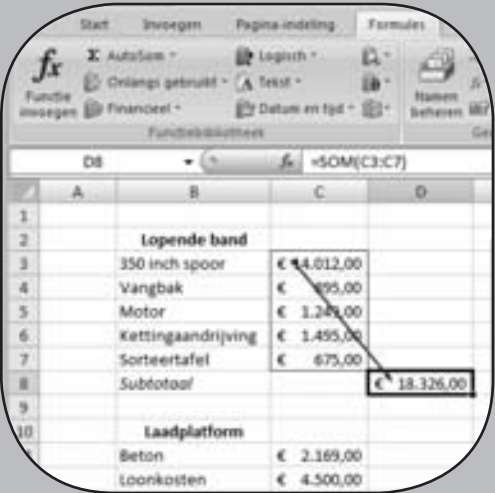 Start Invoegen Pagina-indeling Formules
fx Σ AutoSom Logisch
Functie invoegen Onlangs gebruikt Tekst Namen beheren
Financieel Datum en tijd
Functiebibliotheek
D8 fx =SOM(C3:C7)
A B C D
1
2 Lopende band
3 350 inch spoor € 14.012,00
4 Vangbak € 895,00
5 Motor € 1.249,00
6 Kettingaandrijving € 1.495,00
7 Sorteertafel € 675,00
8 Subtotaal € 18.326,00
9
10 Laadplatform
Beton € 2.169,00
Loonkosten € 4.500,00